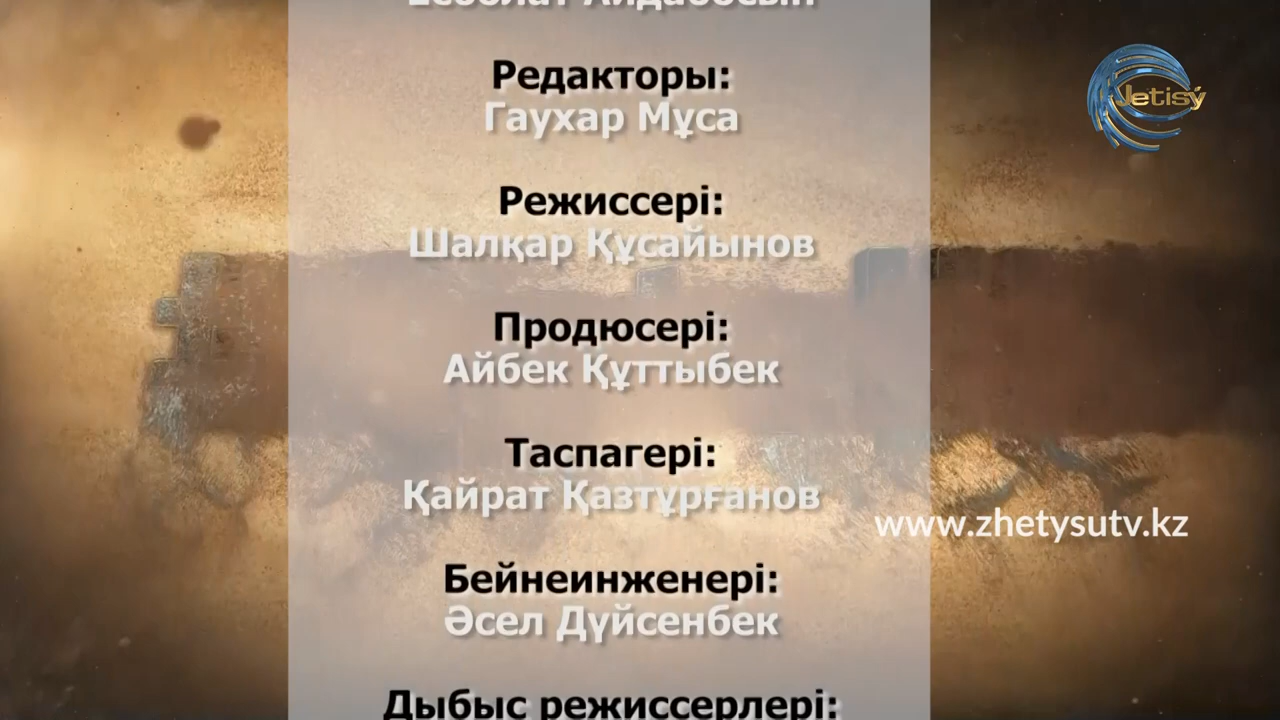 Редакторы:
Гаухар Мұса
Режиссері:
Шалқар Құсайынов
Продюсері:
Айбек Құттыбек
Таспагері:
Қайрат Қазтұрғанов
Бейнеинженері:
Әсел Дүйсенбек
Дыбыс режиссерлері:
Jetisý
www.zhetysutv.kz